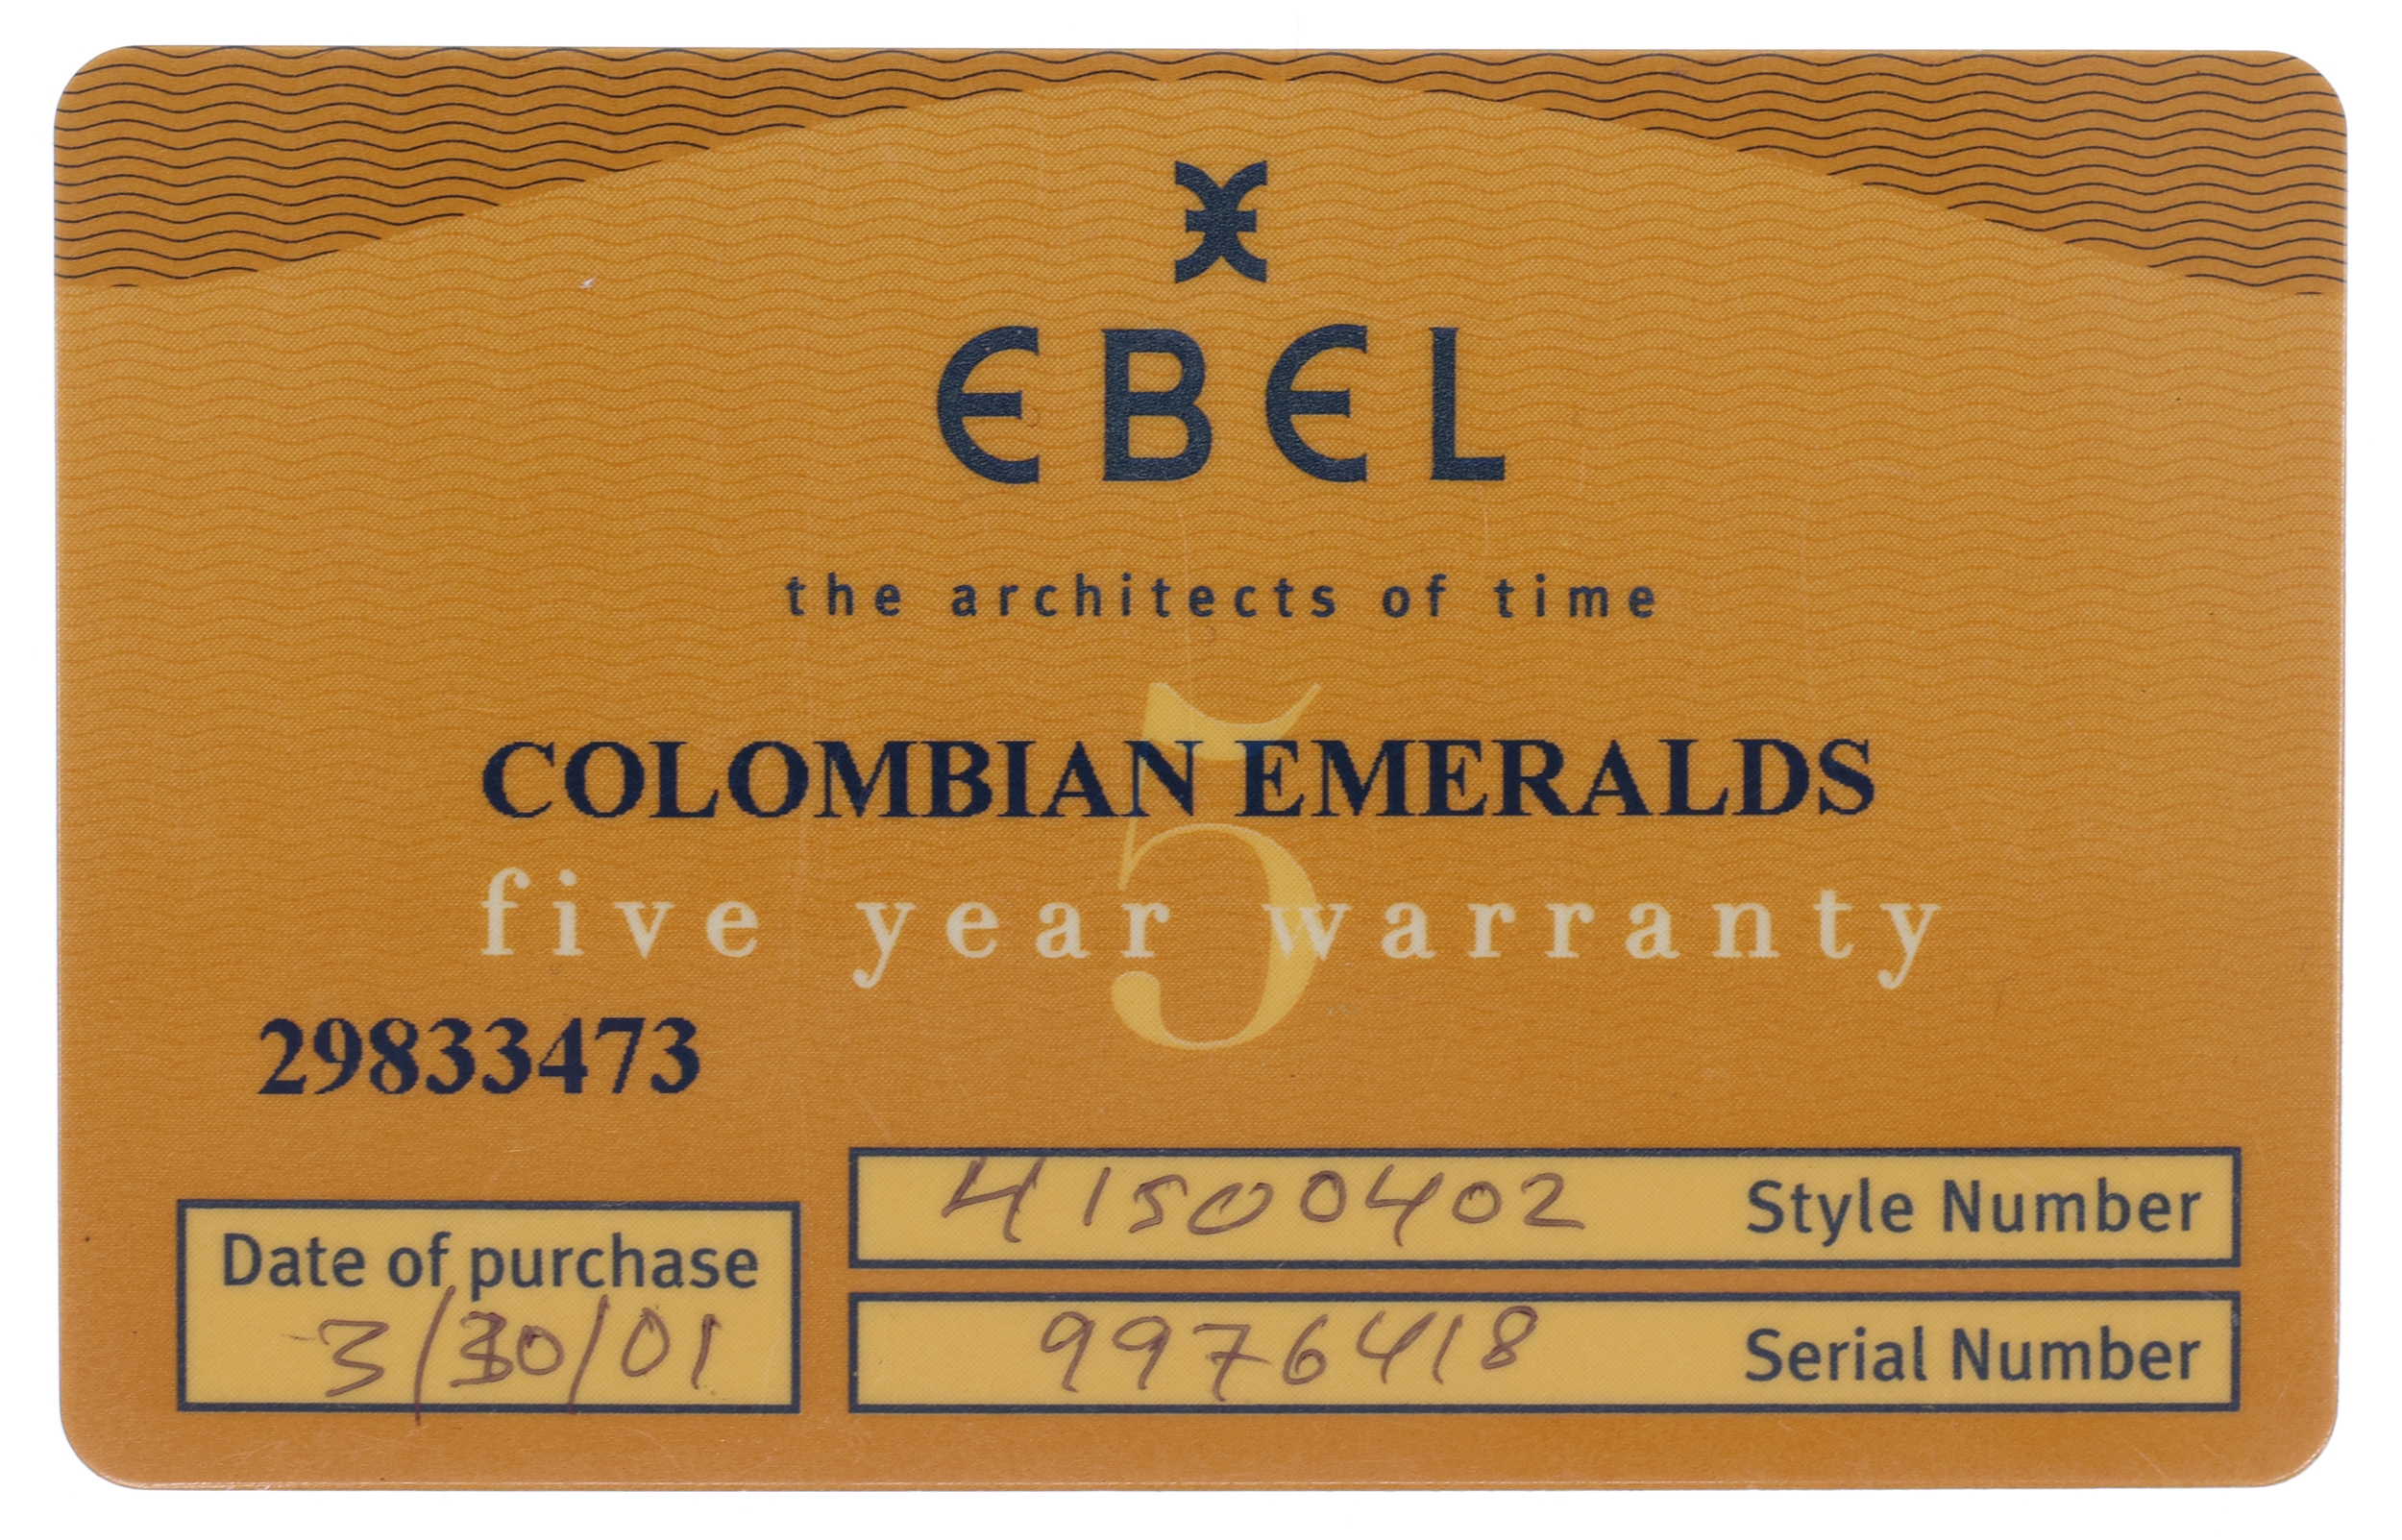 EBEL
the architects of time
5
COLOMBIAN EMERALDS
five year warranty
29833473
41500402 Style Number
Date of purchase
3/30/01
9976418 Serial Number